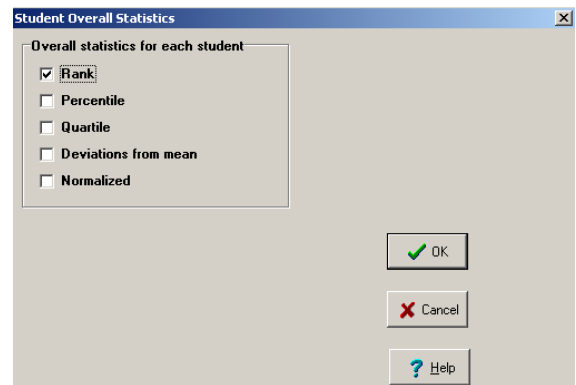 Student Overall Statistics
Overall statistics for each student
Rank
Percentile
Quartile
Deviations from mean
Normalized
OK
Cancel
Help